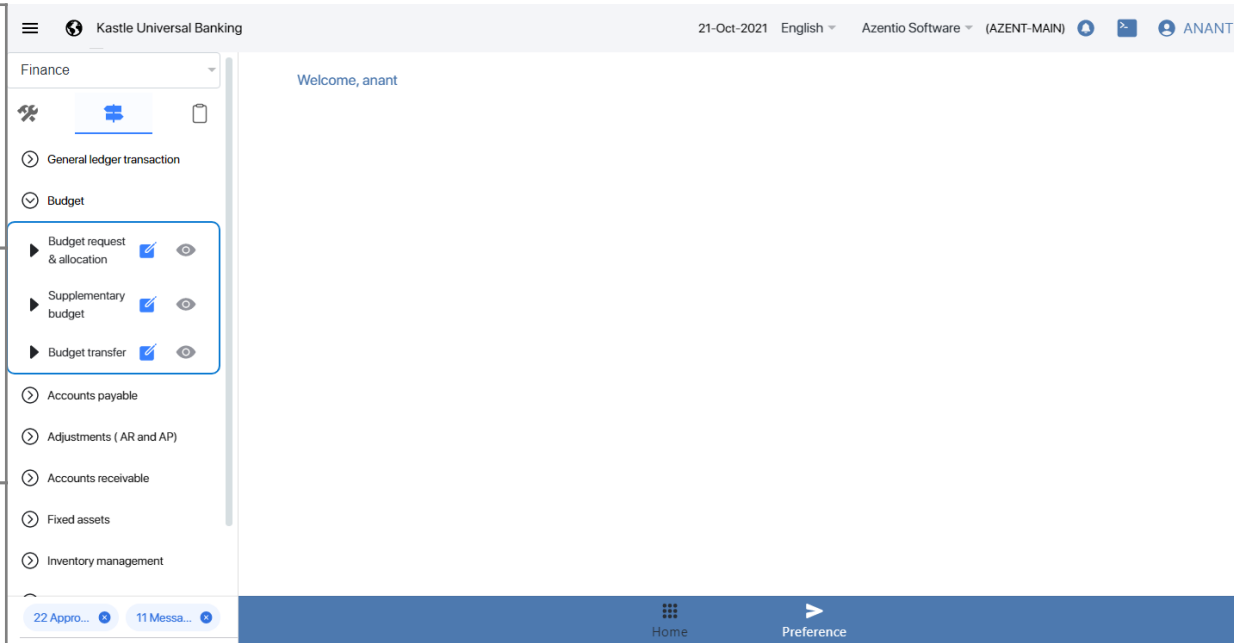 Kastle Universal Banking
21-Oct-2021 English Azentio Software (AZENT-MAIN) ANANT
Finance
Welcome, anant
General ledger transaction
Budget
Budget request
& allocation
Supplementary
budget
Budget transfer
Accounts payable
Adjustments ( AR and AP)
Accounts receivable
Fixed assets
Inventory management
22 Appro... 11 Messa...
Home Preference